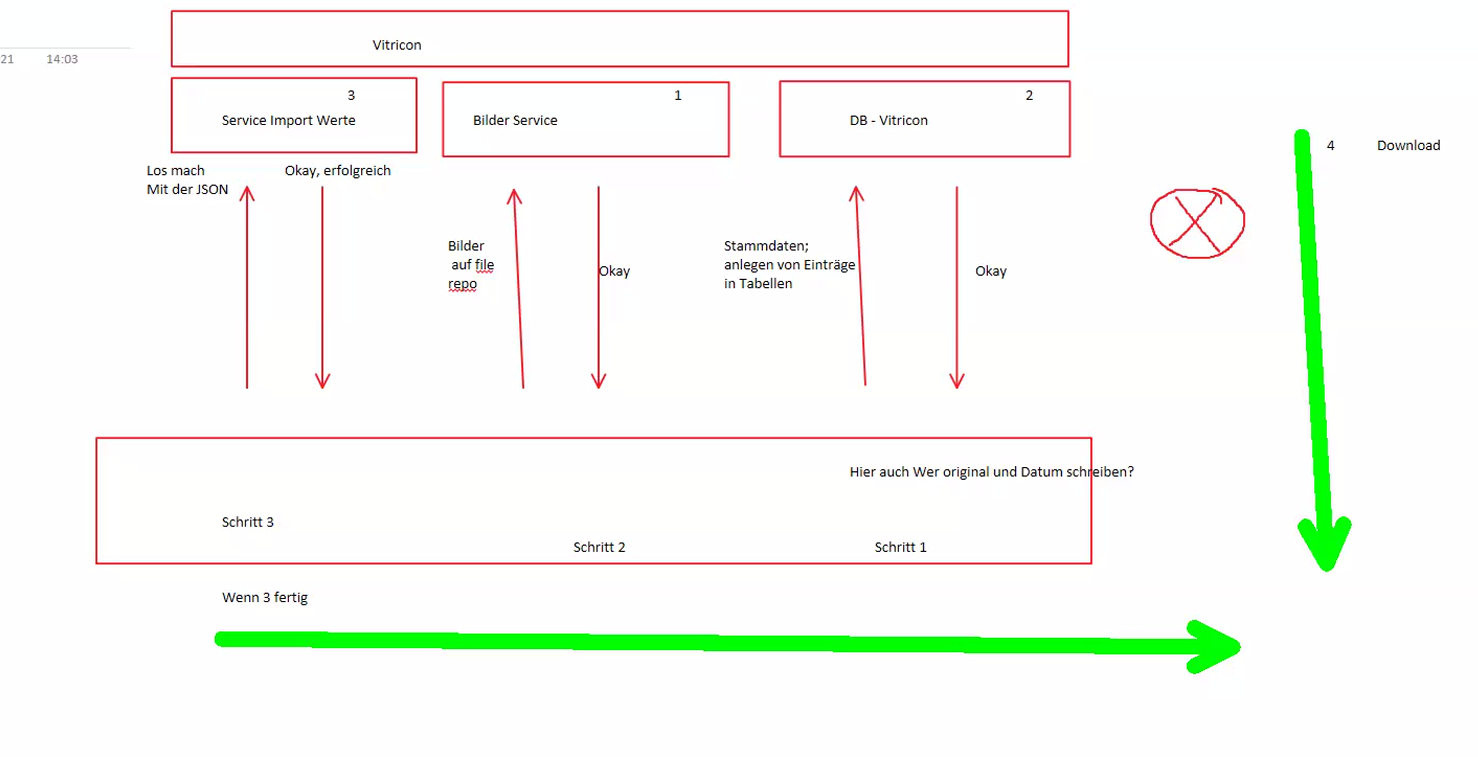 Vitricon
21 14:03
3
1
2
Service Import Werte
Bilder Service
DB - Vitricon
4 Download
Los mach
Mit der JSON
Okay, erfolgreich
Bilder
auf file
repo
Okay
Stammdaten;
anlegen von Einträge
in Tabellen
Okay
Hier auch Wer original und Datum schreiben?
Schritt 3
Schritt 2
Schritt 1
Wenn 3 fertig